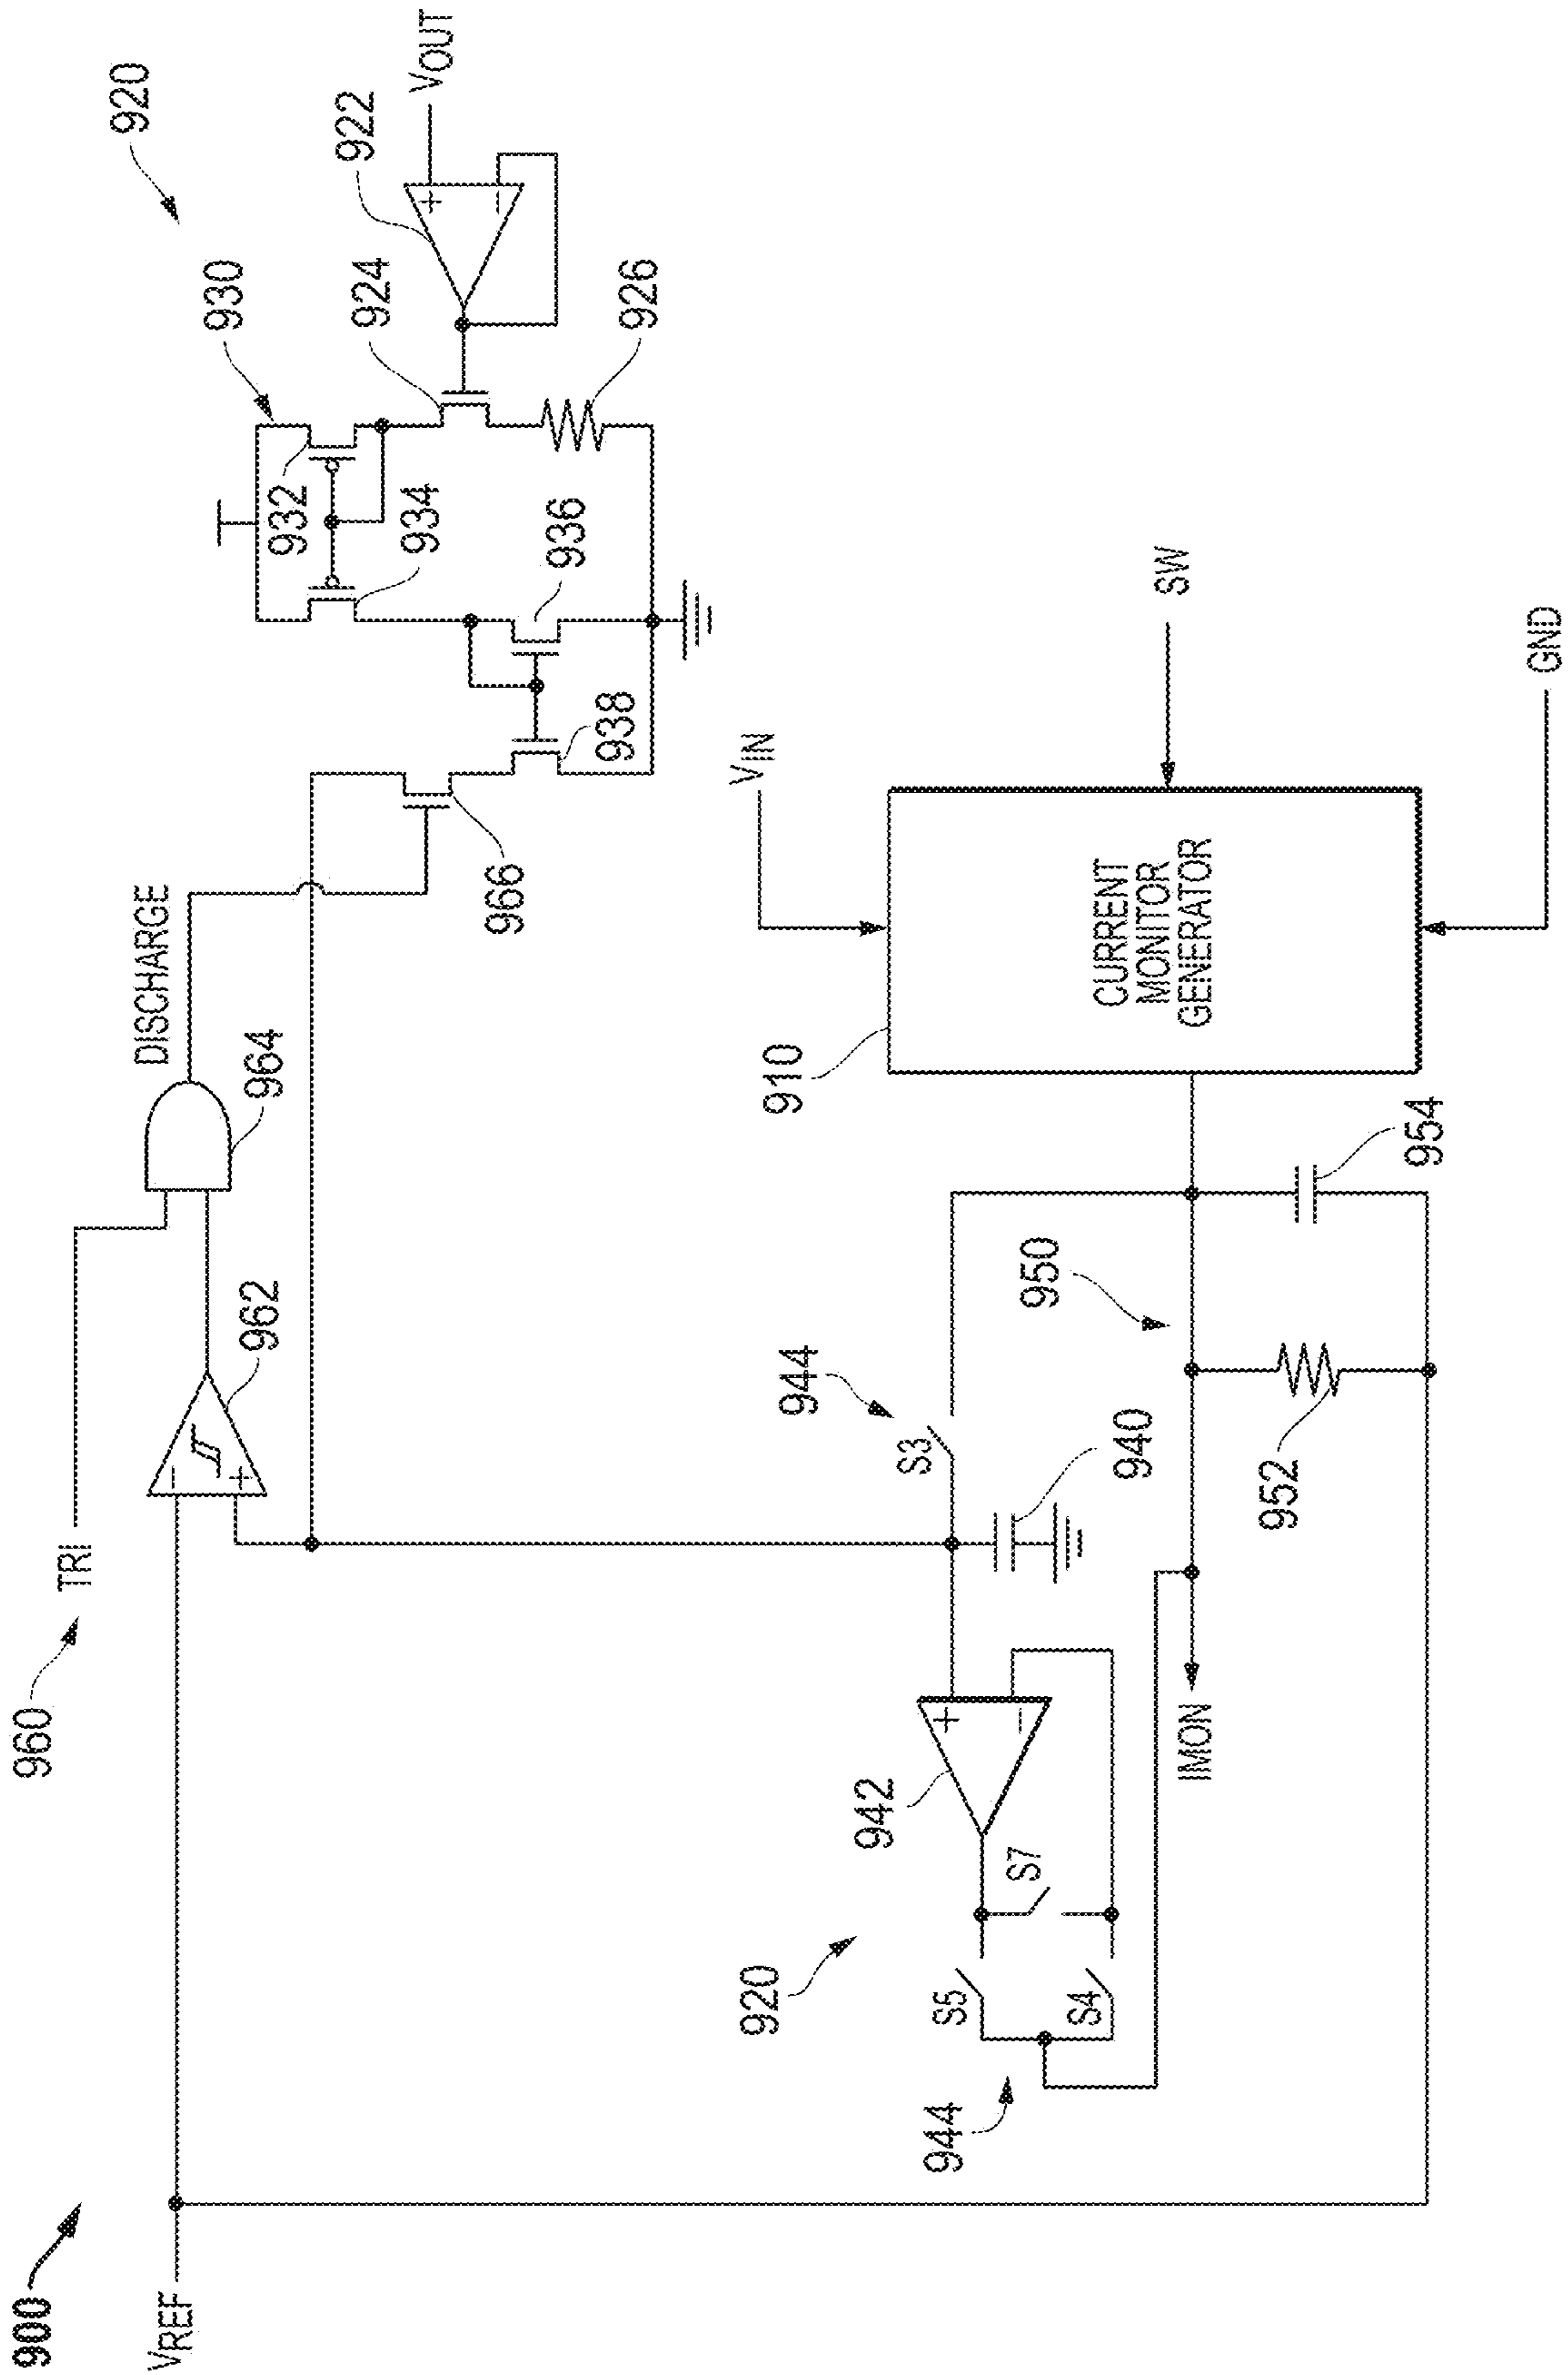 900
VREF
960
TRI
962
964
DISCHARGE
966
930
932
934
936
938
924
926
922
VOUT
920
920
944
S5
S4
S7
942
944
S3
940
950
IMON
952
954
910
CURRENT
MONITOR
GENERATOR
VIN
SW
GND
+
−
+
−
+
−